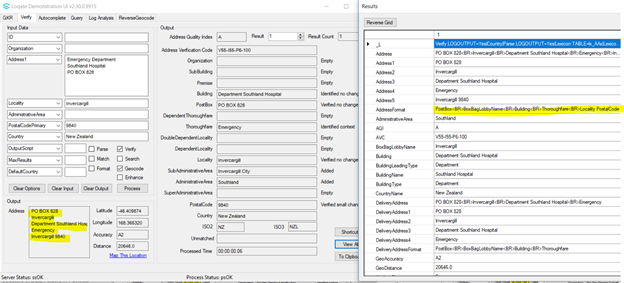 Loqate Demonstration UI v2.30.0.9915
GKR
Verify
Autocomplete
Query
Log Analysis
ReverseGeocode
Input Data
ID
Organization
Address1
Emergency Department
Southland Hospital
PO BOX 828
Locality
Invercargill
AdministrativeArea
PostalCodePrimary
9840
Country
New Zealand
OutputScript
MaxResults
DefaultCountry
Parse
Verify
Match
Search
Format
Geocode
Enhance
Clear Options
Clear Input
Clear Output
Process
Output
Address
PO BOX 828
Invercargill
Department Southland Hosp
Emergency
Invercargill 9840
Latitude
-46.409874
Longitude
168.360320
Accuracy
A2
Distance
20646.0
Map This Location
Server Status: ssOK
Process Status: psOK
Output
Address Quality Index
A
Result
1
Result Count
1
Address Verification Code
V55-I55-P6-100
Organization
Empty
SubBuilding
Empty
Premise
Empty
Building
Department Southland Hospital
Identified no change
PostBox
PO BOX 828
Verified no change
DependentThoroughfare
Empty
Thoroughfare
Emergency
Identified context
DoubleDependentLocality
Empty
DependentLocality
Empty
Locality
Invercargill
Verified no change
SubAdministrativeArea
Invercargill City
Added
AdministrativeArea
Southland
Added
SuperAdministrativeArea
Empty
PostalCode
9840
Verified small change
Country
New Zealand
ISO2
NZ
ISO3
NZL
Unmatched
Processed Time
00:00:00.06
Shortcut
View All
To Clipboa
Results
Reverse Grid
1
_L
Address
PO BOX 828<BR>Invercargill<BR>Department Southland Hospital<BR>Emergency<BR>
Address1
PO BOX 828
Address2
Invercargill
Address3
Department Southland Hospital
Address4
Emergency
Address5
Invercargill 9840
AddressFormat
PostBox<BR>BoxBagLobbyName<BR>Building<BR>Thoroughfare<BR>Locality PostalCode
AdministrativeArea
Southland
AQI
A
AVC
V55-I55-P6-100
BoxBagLobbyName
Invercargill
Building
Department Southland Hospital
BuildingLeadingType
Department
BuildingName
Southland Hospital
BuildingType
Department
CountryName
New Zealand
DeliveryAddress
PO BOX 828<BR>Invercargill<BR>Department Southland Hospital<BR>Emergency
DeliveryAddress1
PO BOX 828
DeliveryAddress2
Invercargill
DeliveryAddress3
Department Southland Hospital
DeliveryAddress4
Emergency
DeliveryAddressFormat
PostBox<BR>BoxBagLobbyName<BR>Building<BR>Thoroughfare
GeoAccuracy
A2
GeoDistance
20646.0